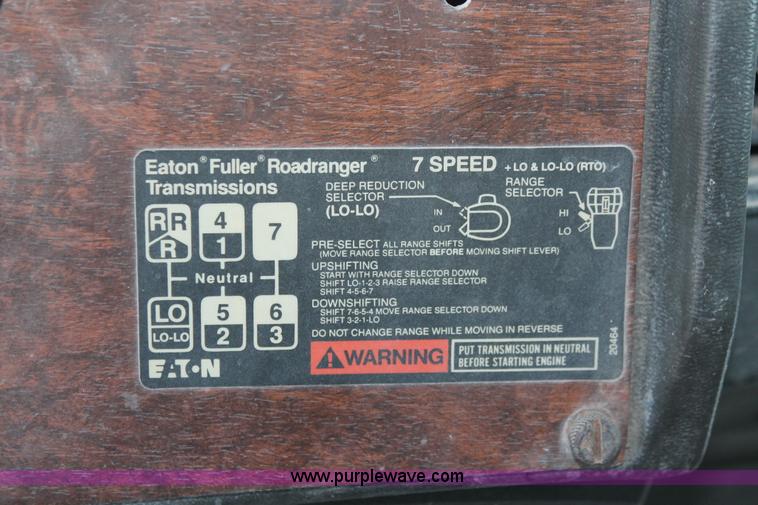 Eaton® Fuller® Roadranger® 7 SPEED + LO & LO-LO (RTO)
Transmissions
DEEP REDUCTION
SELECTOR
(LO-LO)
IN
OUT
RANGE
SELECTOR
HI
LO
RR
R
4
1
7
Neutral
LO
LO-LO
5
2
6
3
PRE-SELECT ALL RANGE SHIFTS
(MOVE RANGE SELECTOR BEFORE MOVING SHIFT LEVER)
UPSHIFTING
START WITH RANGE SELECTOR DOWN
SHIFT LO-1-2-3 RAISE RANGE SELECTOR
SHIFT 4-5-6-7
DOWNSHIFTING
SHIFT 7-6-5-4 MOVE RANGE SELECTOR DOWN
SHIFT 3-2-1-LO
DO NOT CHANGE RANGE WHILE MOVING IN REVERSE
WARNING
PUT TRANSMISSION IN NEUTRAL
BEFORE STARTING ENGINE
EATON
20464
www.purplewave.com